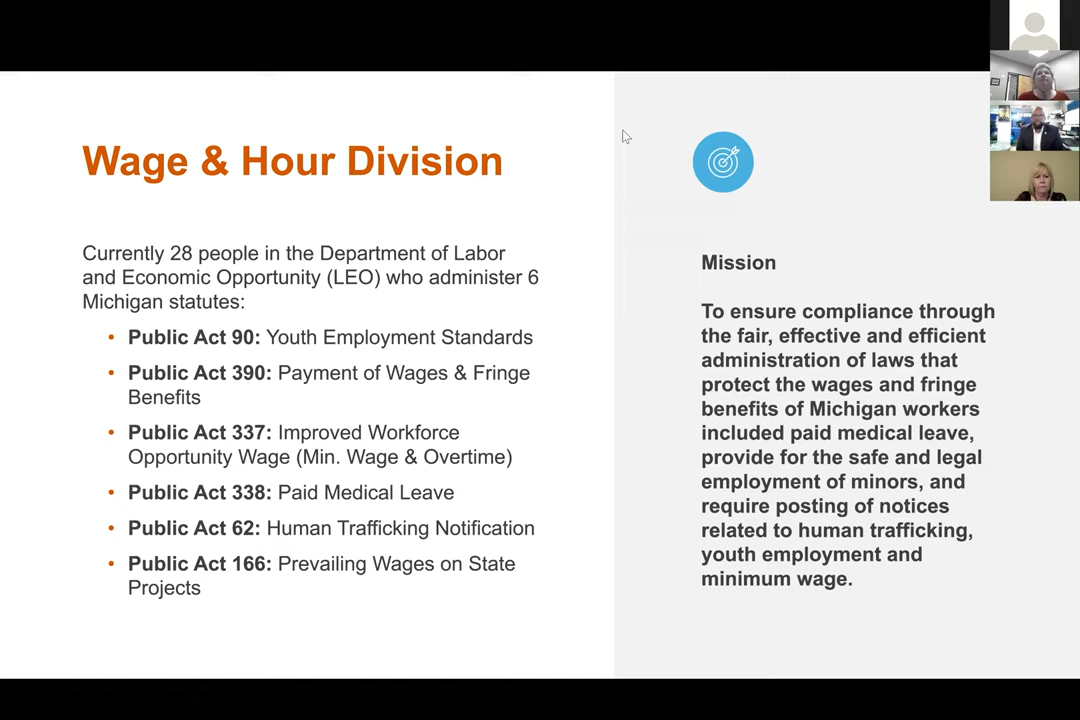 Wage & Hour Division
Currently 28 people in the Department of Labor
and Economic Opportunity (LEO) who administer 6
Michigan statutes:
• Public Act 90: Youth Employment Standards
• Public Act 390: Payment of Wages & Fringe
Benefits
• Public Act 337: Improved Workforce
Opportunity Wage (Min. Wage & Overtime)
• Public Act 338: Paid Medical Leave
• Public Act 62: Human Trafficking Notification
• Public Act 166: Prevailing Wages on State
Projects
Mission
To ensure compliance through
the fair, effective and efficient
administration of laws that
protect the wages and fringe
benefits of Michigan workers
included paid medical leave,
provide for the safe and legal
employment of minors, and
require posting of notices
related to human trafficking,
youth employment and
minimum wage.